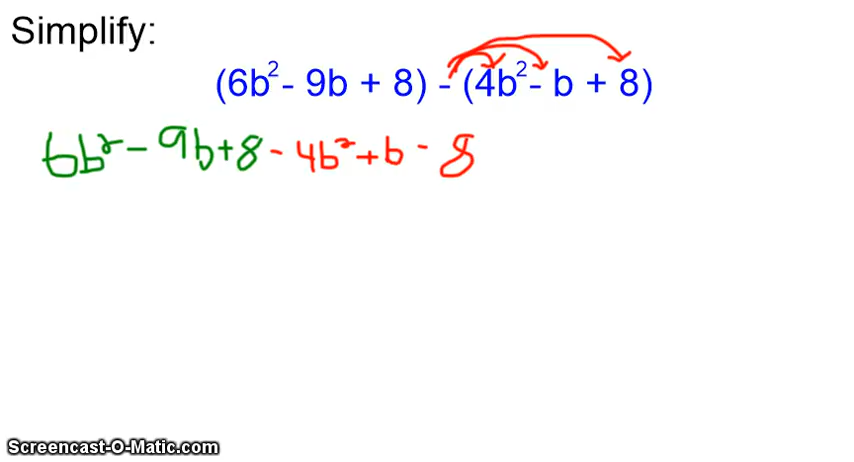 Simplify:
(6b² - 9b + 8) - (4b² - b + 8)
6b² - 9b + 8 - 4b² + b - 8
Screencast-O-Matic.com